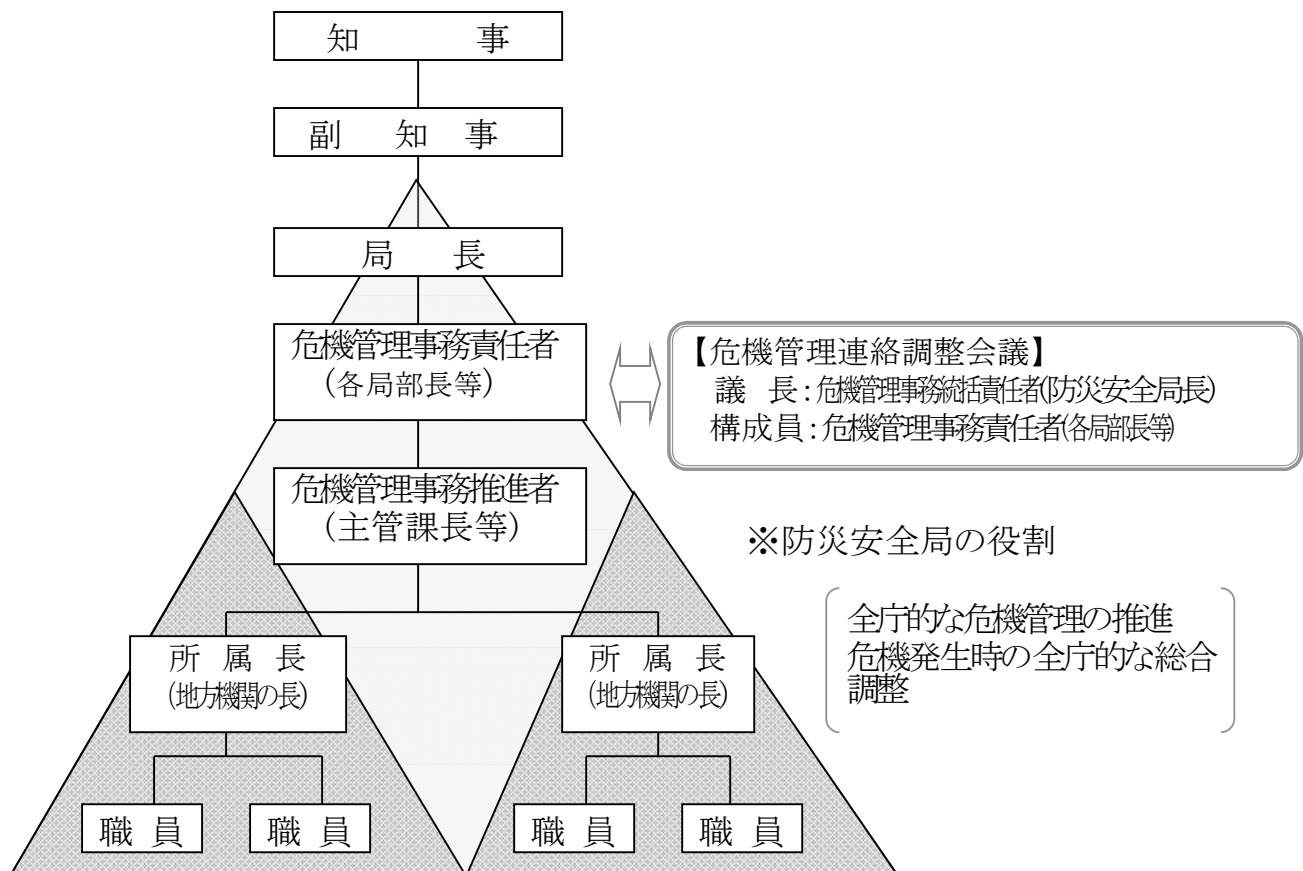 知 事
副 知 事
局 長
危機管理事務責任者
(各局部長等)
【危機管理連絡調整会議】
議 長：危機管理事務統括責任者(防災安全局長)
構成員：危機管理事務責任者(各局部長等)
危機管理事務推進者
(主管課長等)
※防災安全局の役割
全庁的な危機管理の推進
危機発生時の全庁的な総合
調整
所 属 長
(地方機関の長)
所 属 長
(地方機関の長)
職 員
職 員
職 員
職 員